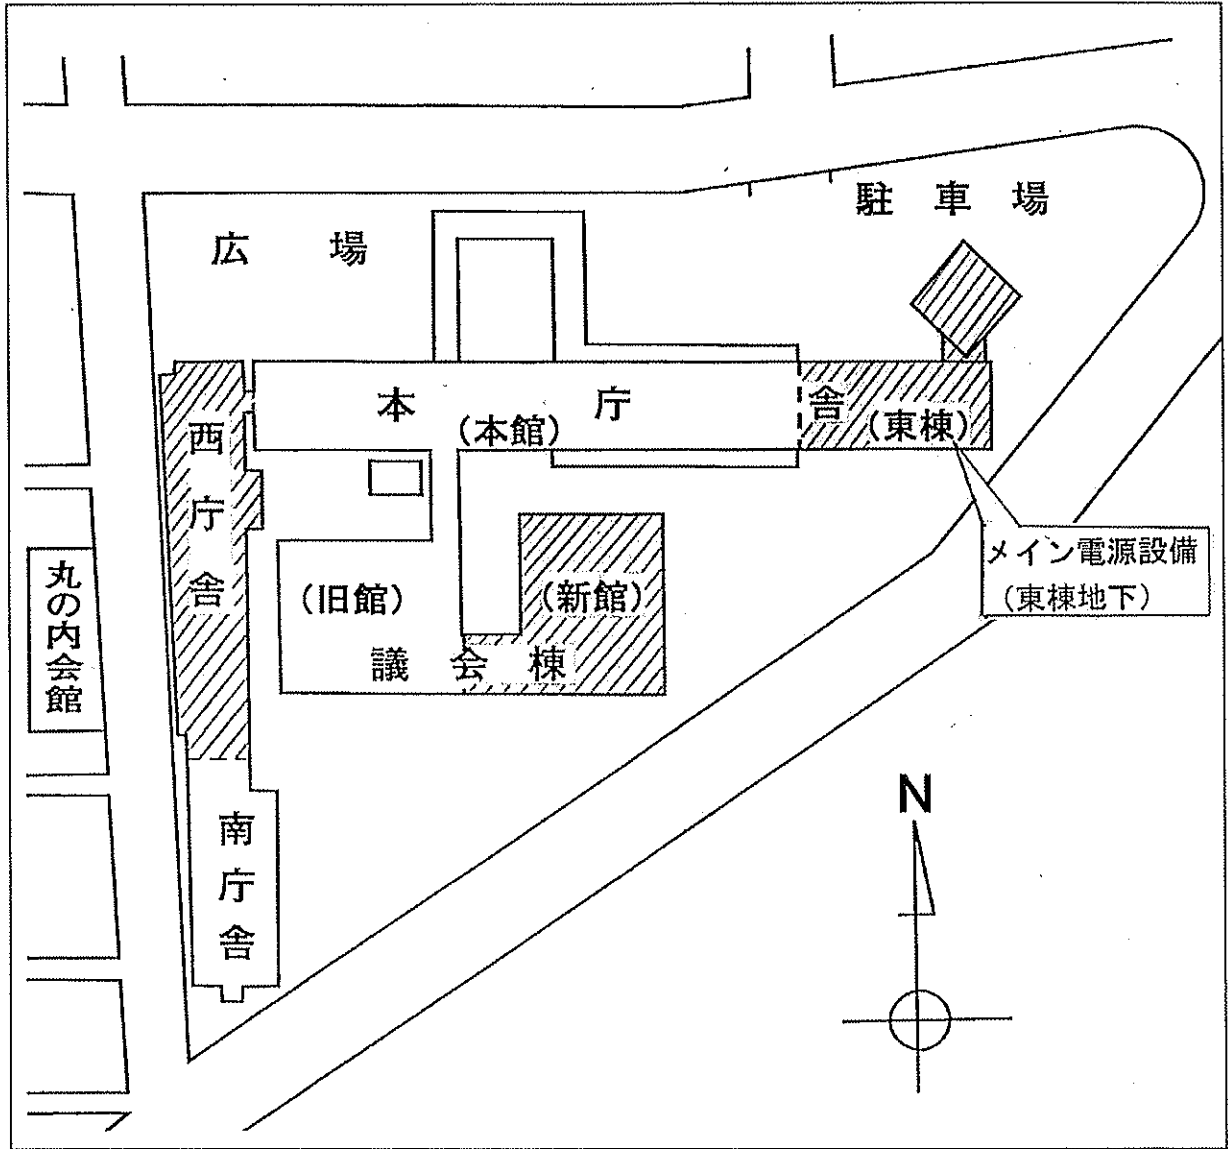 駐車場
広場
本庁舎
(本館)
(東棟)
西庁舎
メイン電源設備
(東棟地下)
丸の内会館
(旧館)
(新館)
議会棟
南庁舎
N